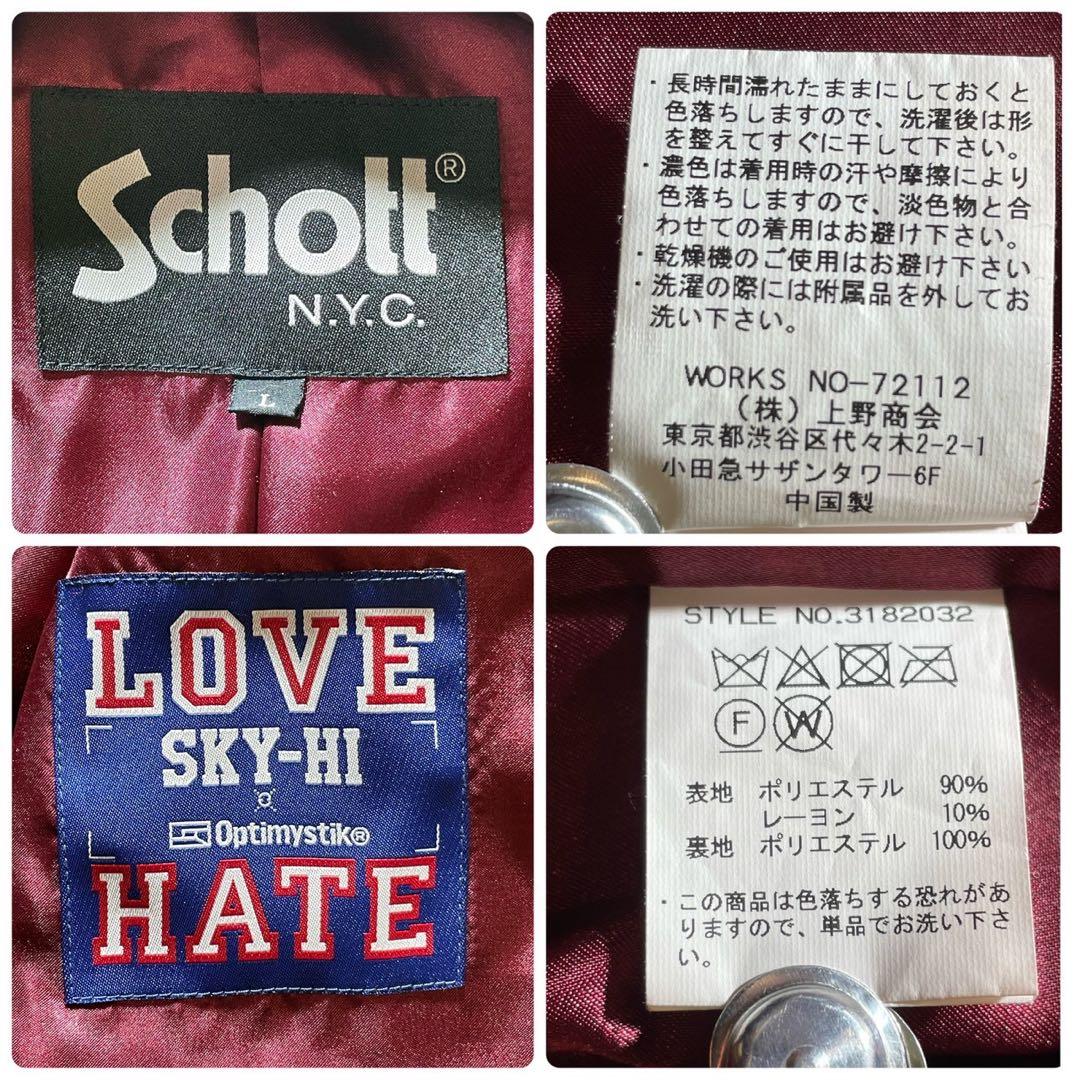 Schott®
N.Y.C.
L
・長時間濡れたままにしておくと
色落ちしますので、洗濯後は形
を整えてすぐに干して下さい。
・濃色は着用時の汗や摩擦により
色落ちしますので、淡色物と合
わせての着用はお避け下さい。
・乾燥機のご使用はお避け下さい
・洗濯の際には附属品を外してお
洗い下さい。
WORKS NO-72112
(株)上野商会
東京都渋谷区代々木2-2-1
小田急サザンタワー6F
中国製
LOVE
SKY-HI
Optimystik®
HATE
STYLE NO.3182032
F W
表地 ポリエステル 90%
レーヨン 10%
裏地 ポリエステル 100%
・この商品は色落ちする恐れがあ
りますので、単品でお洗い下さ
い。